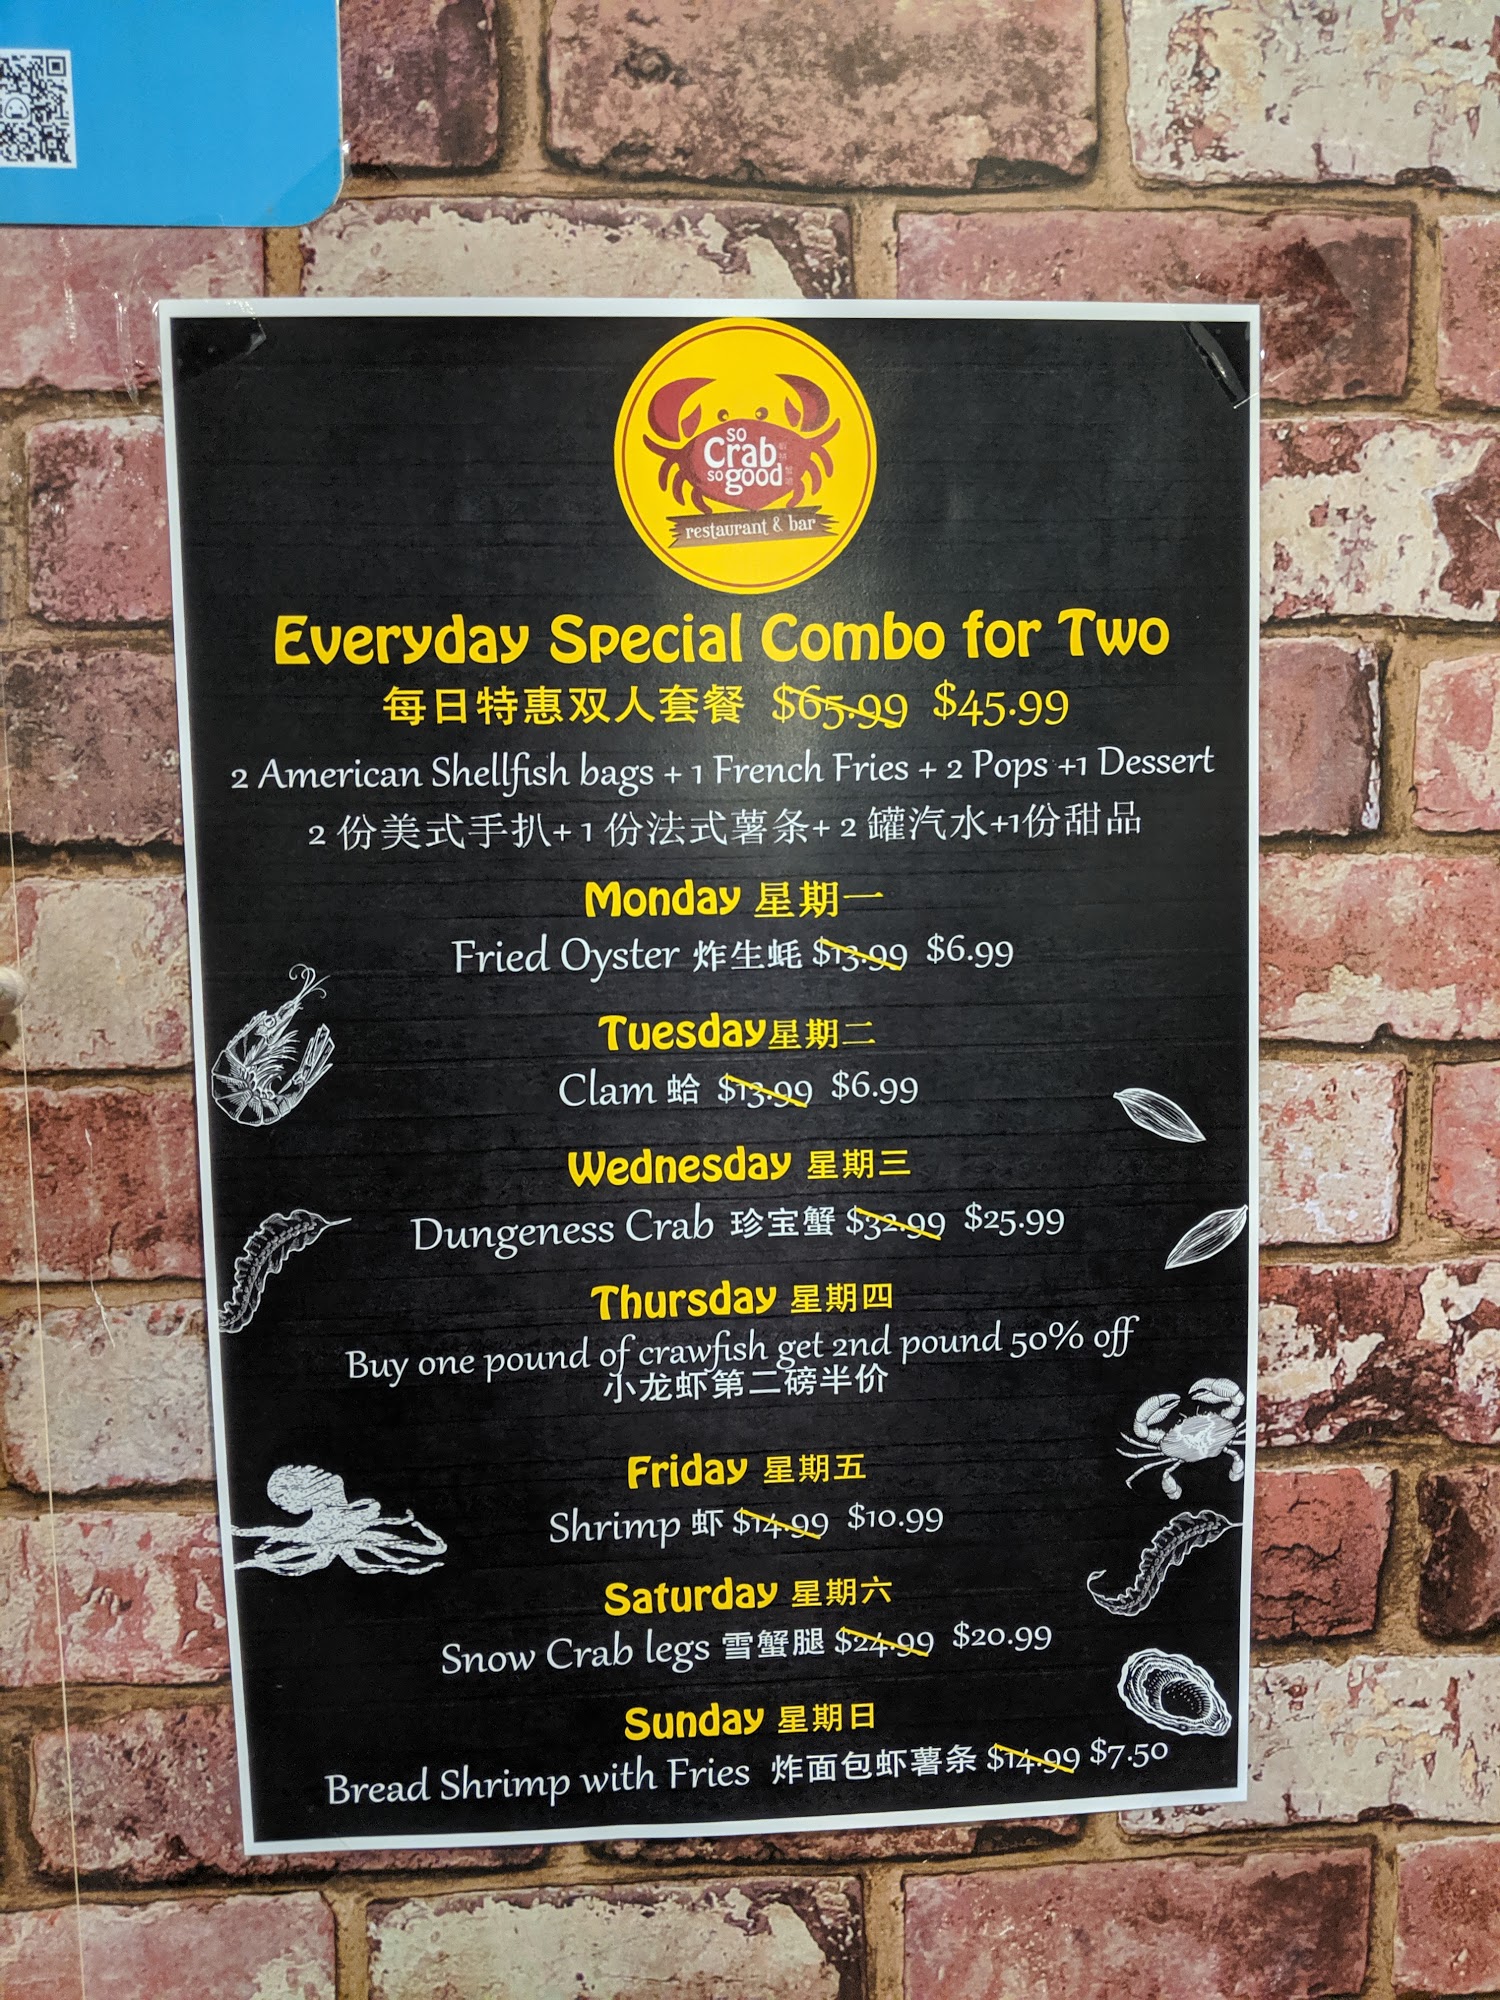 so
Crab
so good
restaurant & bar
Everyday Special Combo for Two
每日特惠双人套餐 $65.99 $45.99
2 American Shellfish bags + 1 French Fries + 2 Pops +1 Dessert
2 份美式手扒+ 1 份法式薯条+ 2 罐汽水+1份甜品
Monday 星期一
Fried Oyster 炸生蚝 $13.99 $6.99
Tuesday星期二
Clam 蛤 $13.99 $6.99
Wednesday 星期三
Dungeness Crab 珍宝蟹 $32.99 $25.99
Thursday 星期四
Buy one pound of crawfish get 2nd pound 50% off
小龙虾第二磅半价
Friday 星期五
Shrimp 虾 $14.99 $10.99
Saturday 星期六
Snow Crab legs 雪蟹腿 $24.99 $20.99
Sunday 星期日
Bread Shrimp with Fries 炸面包虾薯条 $14.99 $7.50